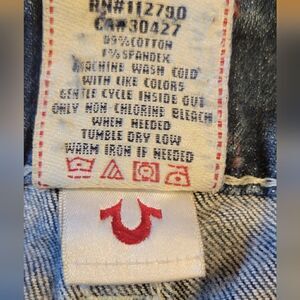 RN#112790
CA#30427
99%COTTON
1%SPANDEX
MACHINE WASH COLD
WITH LIKE COLORS
GENTLE CYCLE INSIDE OUT
ONLY NON CHLORINE BLEACH
WHEN NEEDED
TUMBLE DRY LOW
WARM IRON IF NEEDED